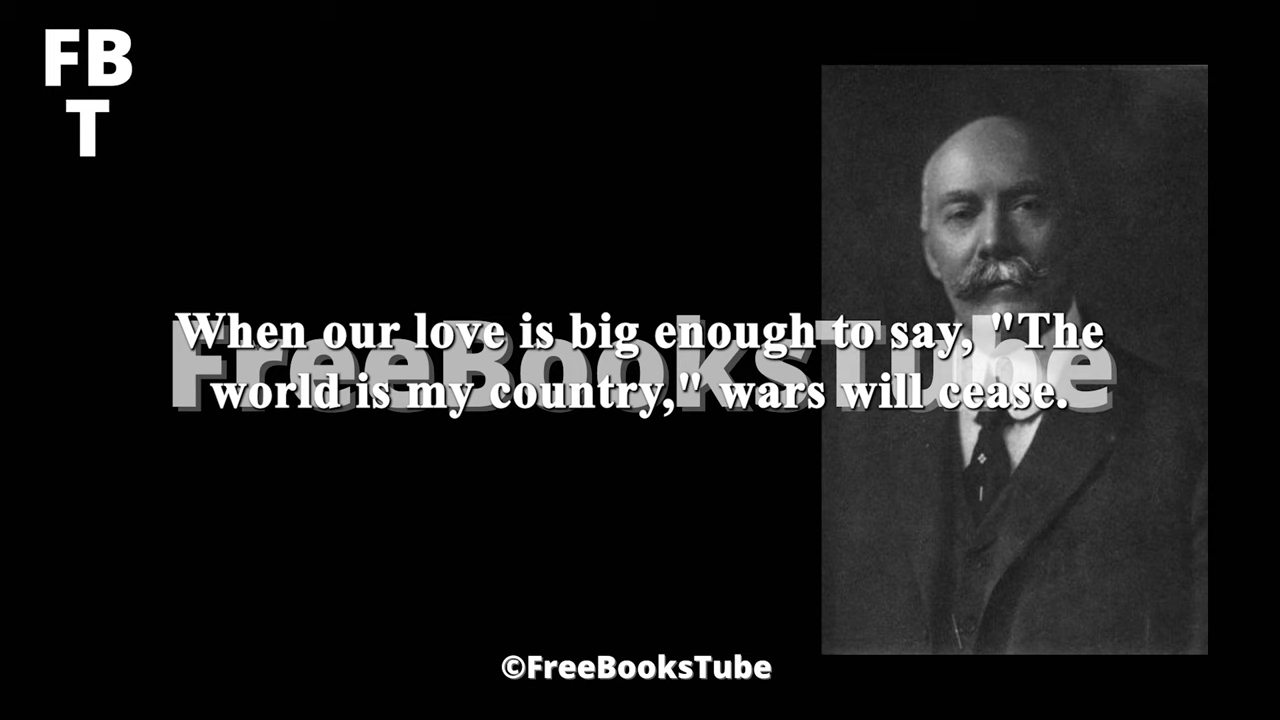 FB
T
When our love is big enough to say, "The
world is my country," wars will cease.
FreeBooksTube
©FreeBooksTube